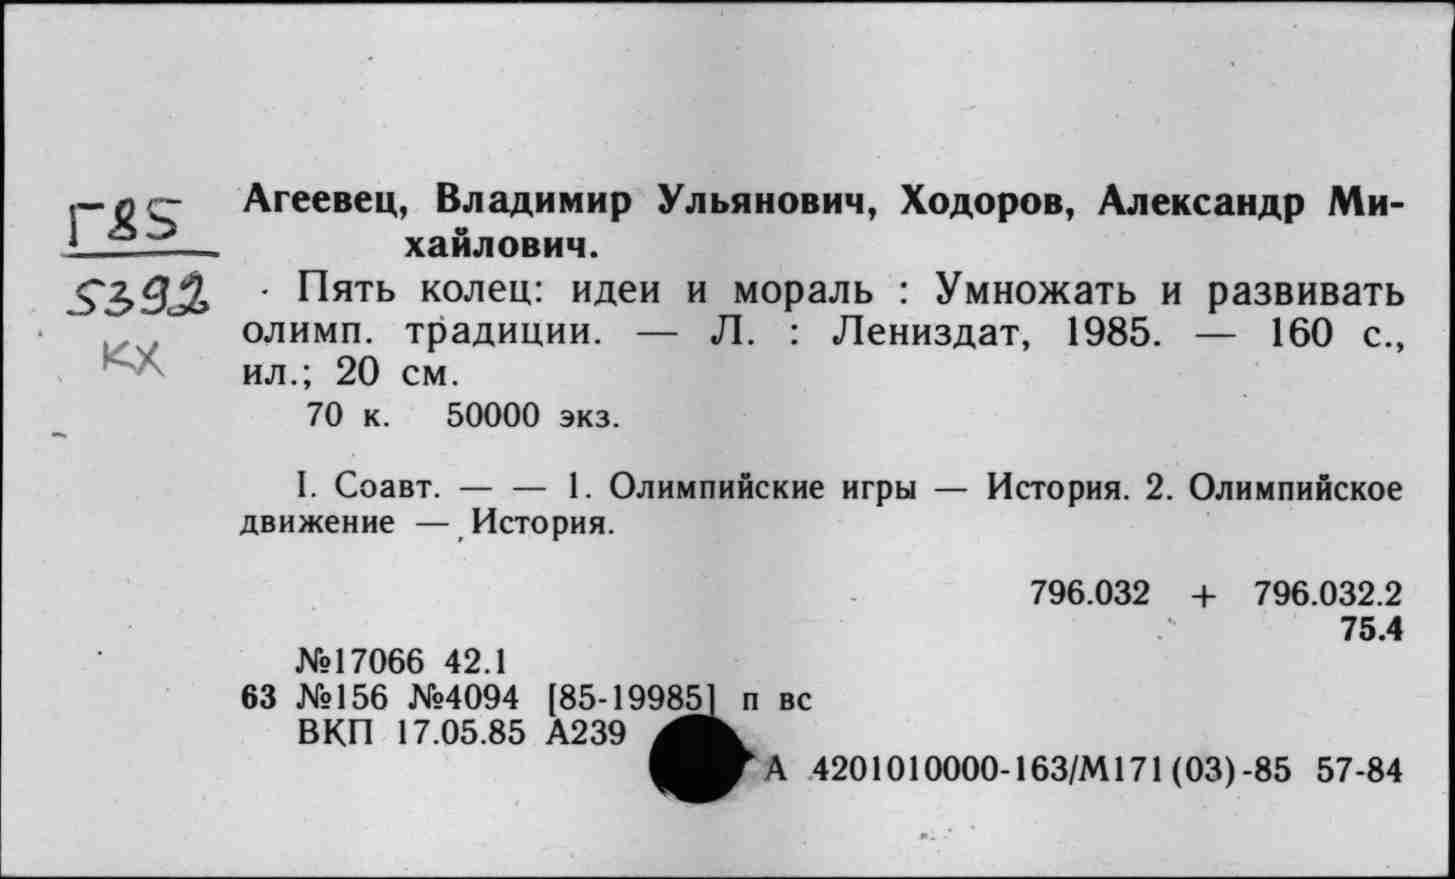 Г85
5392
кх
Агеевец, Владимир Ульянович, Ходоров, Александр Ми-
хайлович.
Пять колец: идеи и мораль : Умножать и развивать
олимп. традиции. — Л. : Лениздат, 1985. — 160 с.,
ил.; 20 см.
70 к. 50000 экз.
I. Соавт. — — 1. Олимпийские игры — История. 2. Олимпийское
движение — История.
796.032 + 796.032.2
75.4
№17066 42.1
63 №156 №4094 [85-19985] п вс
ВКП 17.05.85 А239
А 4201010000-163/М171(03)-85 57-84